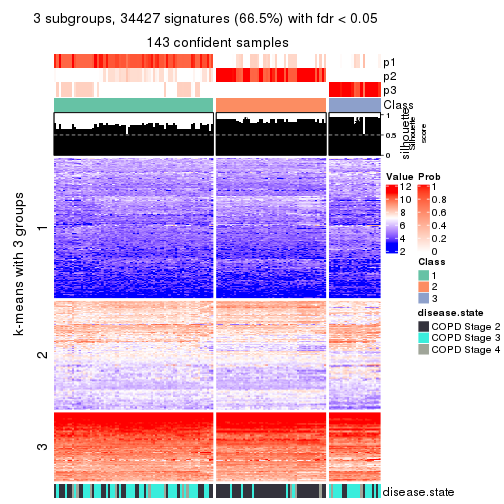 3 subgroups, 34427 signatures (66.5%) with fdr < 0.05
143 confident samples
p1
p2
p3
Class
1
0.5
0
silhouette
Silhouette
score
k-means with 3 groups
1
2
3
disease.state
Value
12
10
8
6
4
2
Prob
1
0.8
0.6
0.4
0.2
0
Class
1
2
3
disease.state
COPD Stage 2
COPD Stage 3
COPD Stage 4